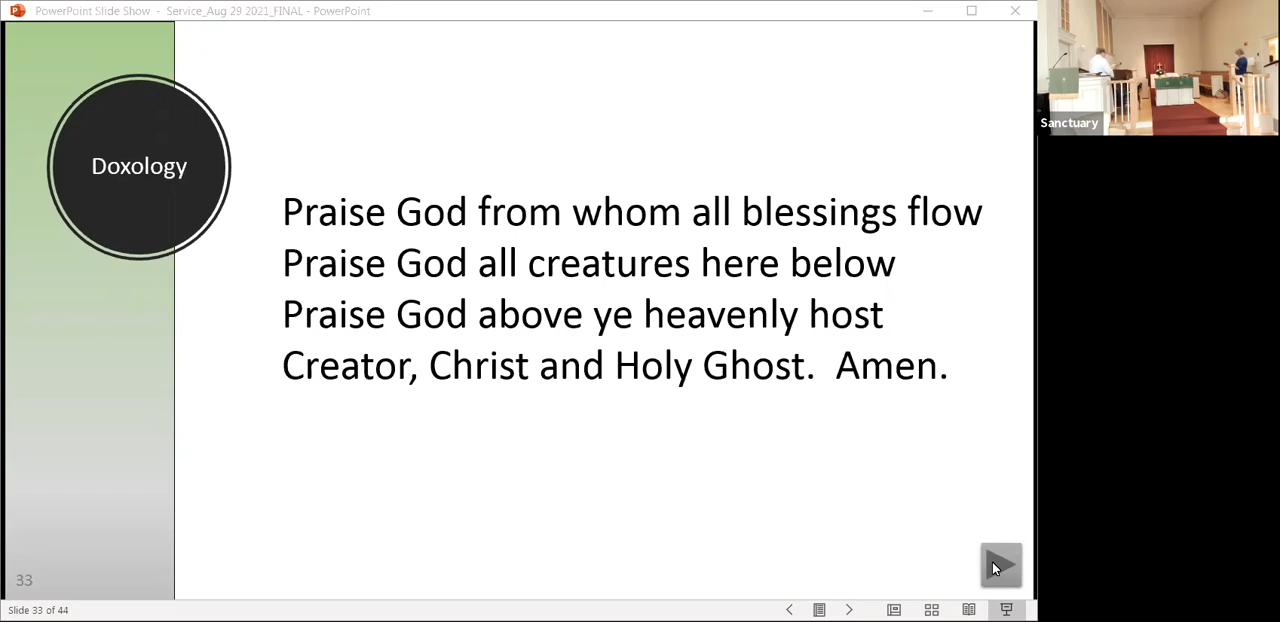 PowerPoint Slide Show - Service_Aug 29 2021_FINAL - PowerPoint
Sanctuary
Doxology
Praise God from whom all blessings flow
Praise God all creatures here below
Praise God above ye heavenly host
Creator, Christ and Holy Ghost.  Amen.
33
Slide 33 of 44